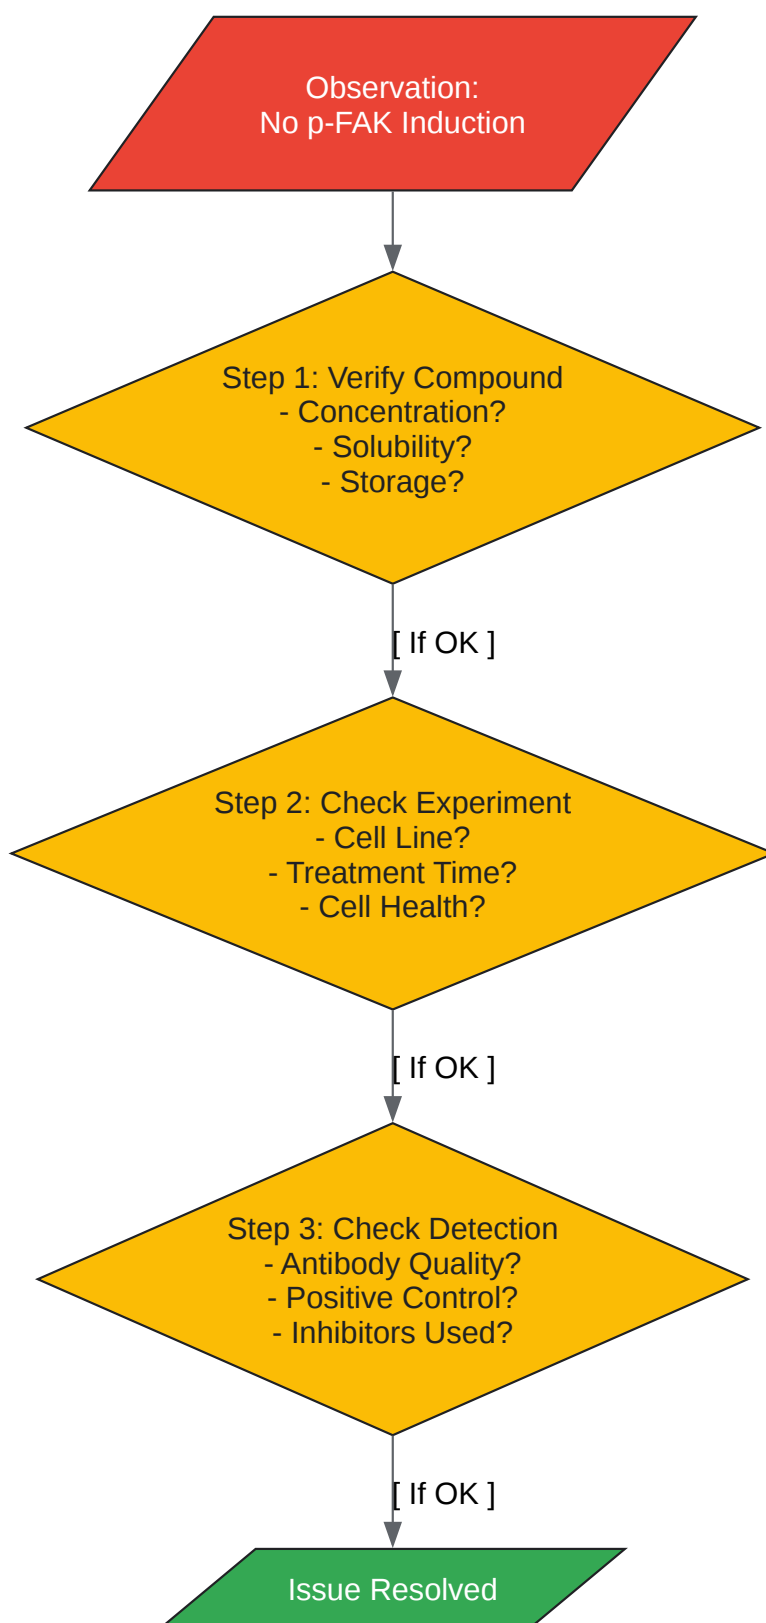 Observation:
No p-FAK Induction
Step 1: Verify Compound
- Concentration?
- Solubility?
- Storage?
[ If OK ]
Step 2: Check Experiment
- Cell Line?
- Treatment Time?
- Cell Health?
[ If OK ]
Step 3: Check Detection
- Antibody Quality?
- Positive Control?
- Inhibitors Used?
[ If OK ]
Issue Resolved